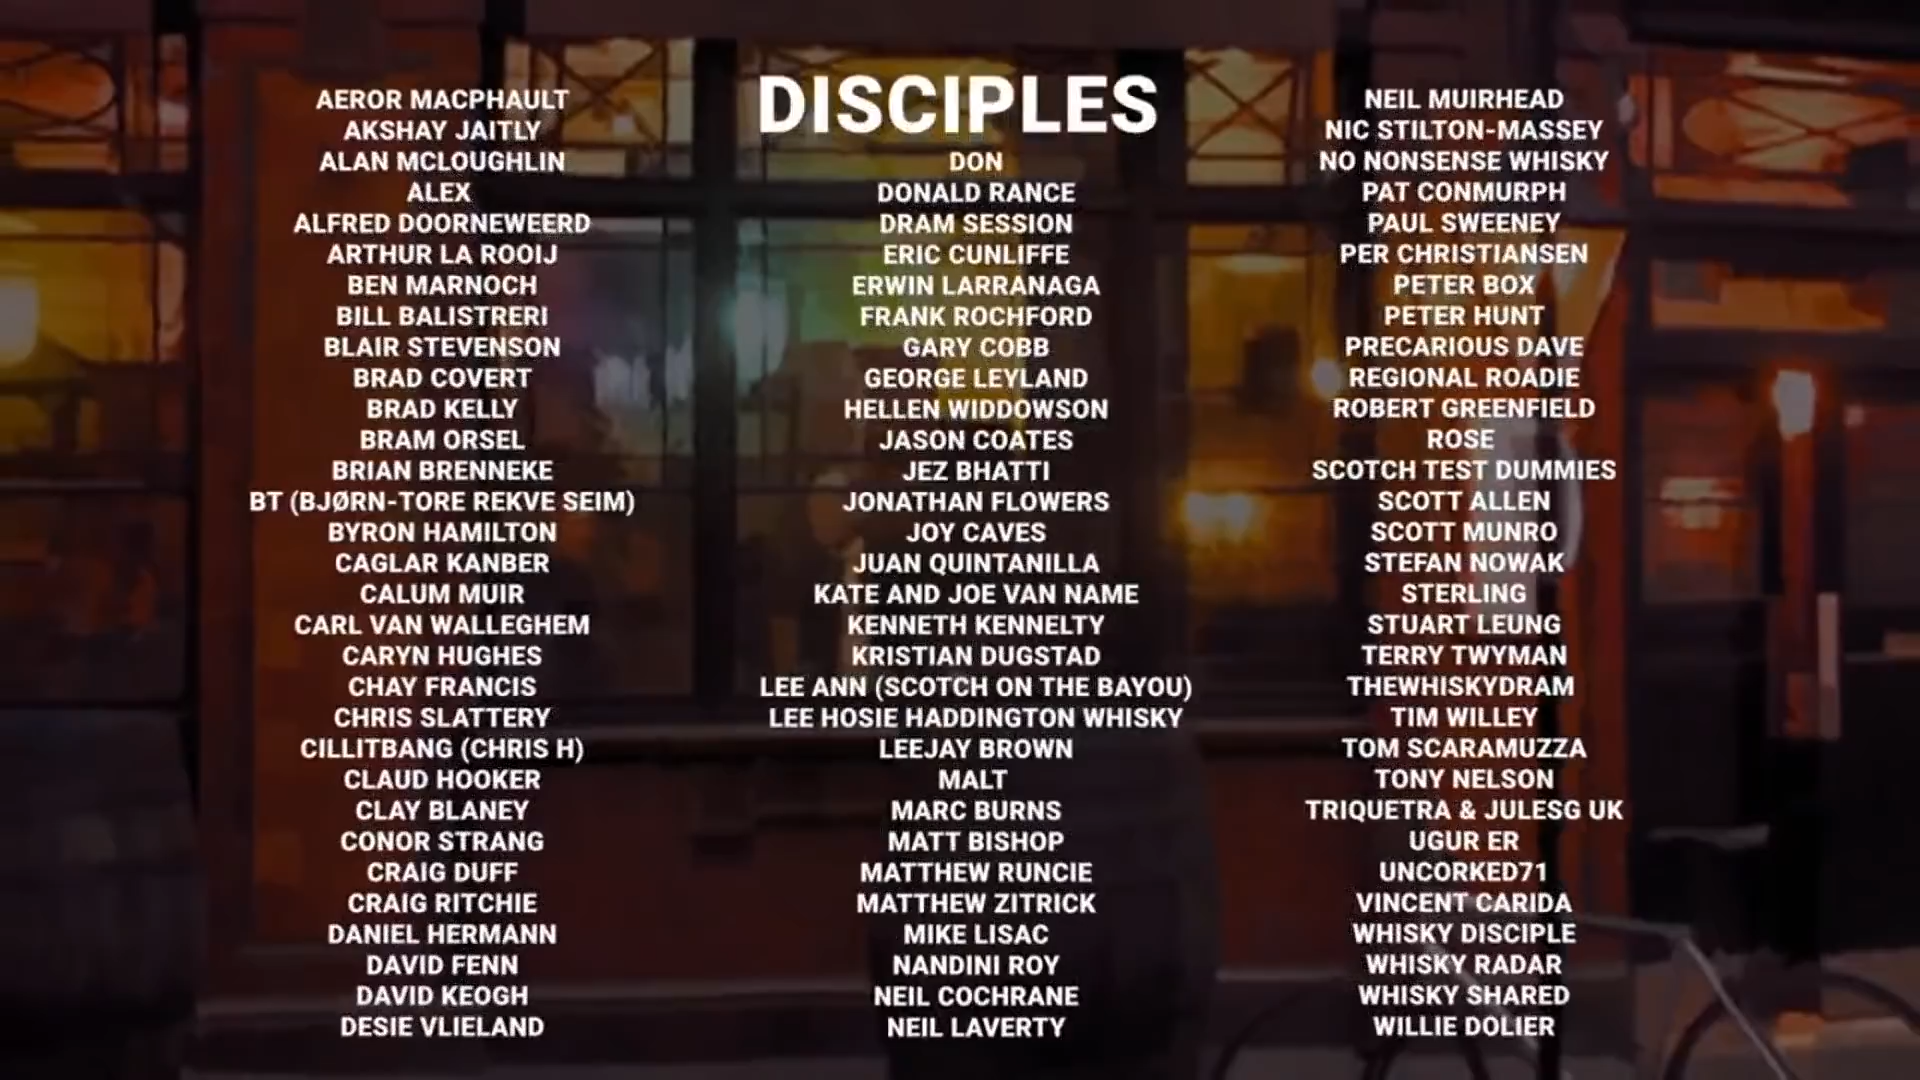 DISCIPLES
AEROR MACPHAULT
AKSHAY JAITLY
ALAN MCLOUGHLIN
ALEX
ALFRED DOORNEWEERD
ARTHUR LA ROOIJ
BEN MARNOCH
BILL BALISTRERI
BLAIR STEVENSON
BRAD COVERT
BRAD KELLY
BRAM ORSEL
BRIAN BRENNEKE
BT (BJØRN-TORE REKVE SEIM)
BYRON HAMILTON
CAGLAR KANBER
CALUM MUIR
CARL VAN WALLEGHEM
CARYN HUGHES
CHAY FRANCIS
CHRIS SLATTERY
CILLITBANG (CHRIS H)
CLAUD HOOKER
CLAY BLANEY
CONOR STRANG
CRAIG DUFF
CRAIG RITCHIE
DANIEL HERMANN
DAVID FENN
DAVID KEOGH
DESIE VLIELAND
DON
DONALD RANCE
DRAM SESSION
ERIC CUNLIFFE
ERWIN LARRANAGA
FRANK ROCHFORD
GARY COBB
GEORGE LEYLAND
HELLEN WIDDOWSON
JASON COATES
JEZ BHATTI
JONATHAN FLOWERS
JOY CAVES
JUAN QUINTANILLA
KATE AND JOE VAN NAME
KENNETH KENNELTY
KRISTIAN DUGSTAD
LEE ANN (SCOTCH ON THE BAYOU)
LEE HOSIE HADDINGTON WHISKY
LEEJAY BROWN
MALT
MARC BURNS
MATT BISHOP
MATTHEW RUNCIE
MATTHEW ZITRICK
MIKE LISAC
NANDINI ROY
NEIL COCHRANE
NEIL LAVERTY
NEIL MUIRHEAD
NIC STILTON-MASSEY
NO NONSENSE WHISKY
PAT CONMURPH
PAUL SWEENEY
PER CHRISTIANSEN
PETER BOX
PETER HUNT
PRECARIOUS DAVE
REGIONAL ROADIE
ROBERT GREENFIELD
ROSE
SCOTCH TEST DUMMIES
SCOTT ALLEN
SCOTT MUNRO
STEFAN NOWAK
STERLING
STUART LEUNG
TERRY TWYMAN
THEWHISKYDRAM
TIM WILLEY
TOM SCARAMUZZA
TONY NELSON
TRIQUETRA & JULESG UK
UGUR ER
UNCORKED71
VINCENT CARIDA
WHISKY DISCIPLE
WHISKY RADAR
WHISKY SHARED
WILLIE DOLIER